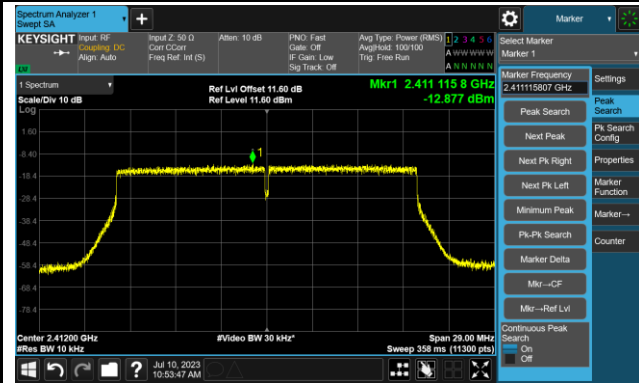 Spectrum Analyzer 1
Swept SA
+
Marker
KEYSIGHT
Input: RF
Coupling: DC
Align: Auto
Input Z: 50 Ω
Corr CCorr
Freq Ref: Int (S)
Atten: 10 dB
PNO: Fast
Gate: Off
IF Gain: Low
Sig Track: Off
Avg Type: Power (RMS)
Avg|Hold: 100/100
Trig: Free Run
1 2 3 4 5 6
A W W W W W
A N N N N N
Select Marker
Marker 1
1 Spectrum
Scale/Div 10 dB
Log
Ref Lvl Offset 11.60 dB
Ref Level 11.60 dBm
Mkr1 2.411 115 8 GHz
-12.877 dBm
1.60
-8.40
-18.4
-28.4
-38.4
-48.4
-58.4
-68.4
-78.4
1
Center 2.41200 GHz
#Res BW 10 kHz
#Video BW 30 kHz*
Span 29.00 MHz
Sweep 358 ms (11300 pts)
Marker Frequency
2.411115807 GHz
Peak Search
Next Peak
Next Pk Right
Next Pk Left
Minimum Peak
Pk-Pk Search
Marker Delta
Mkr→CF
Mkr→Ref Lvl
Continuous Peak
Search
On
Off
Settings
Peak
Search
Pk Search
Config
Properties
Marker
Function
Marker→
Counter
?
Jul 10, 2023
10:53:47 AM